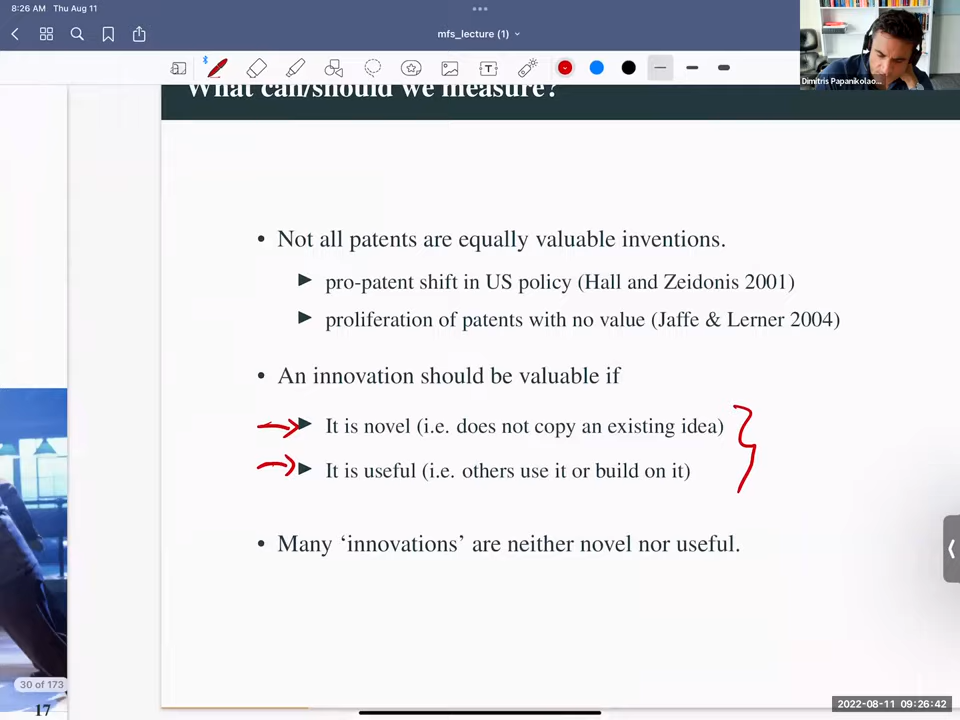 8:26 AM Thu Aug 11
mfs_lecture (1)
Dimitris Papanikolao...
What can/should we measure?
• Not all patents are equally valuable inventions.
▶ pro-patent shift in US policy (Hall and Zeidonis 2001)
▶ proliferation of patents with no value (Jaffe & Lerner 2004)
• An innovation should be valuable if
▶ It is novel (i.e. does not copy an existing idea)
▶ It is useful (i.e. others use it or build on it)
• Many ‘innovations’ are neither novel nor useful.
30 of 173
17
2022-08-11 09:26:42